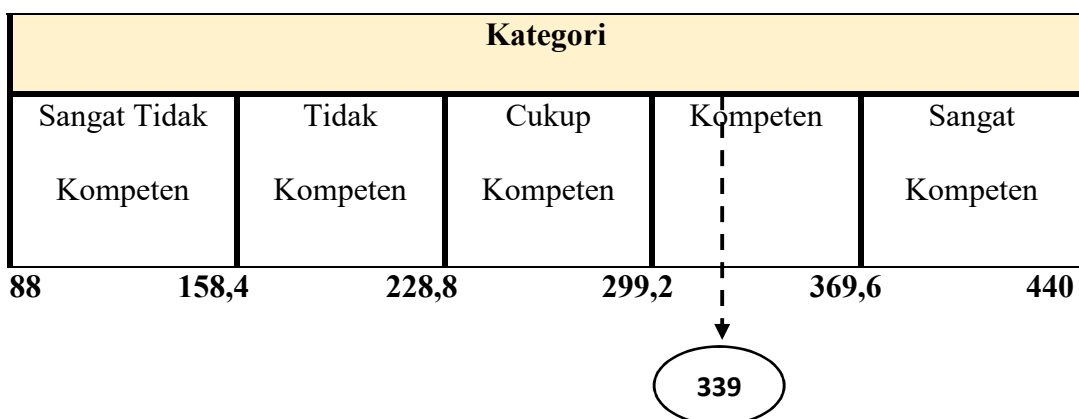 Kategori
Sangat Tidak Tidak Cukup Kompeten Sangat
Kompeten Kompeten Kompeten Kompeten
88 158,4 228,8 299,2 369,6 440
339